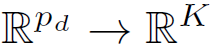 ℝ^{p_d} → ℝ^K